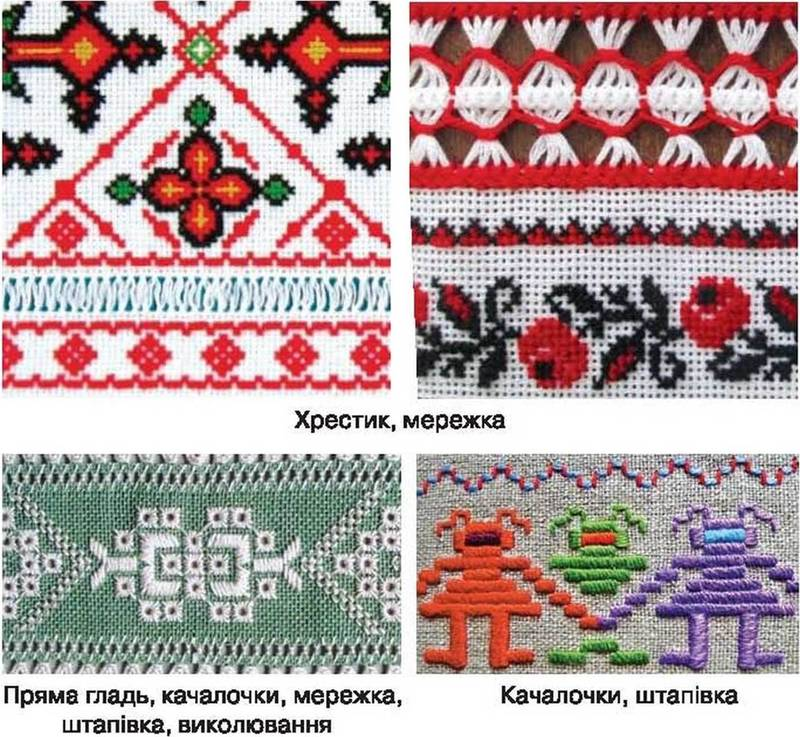 Хрестик, мережка
Пряма гладь, качалочки, мережка,
штапівка, виколювання
Качалочки, штапівка